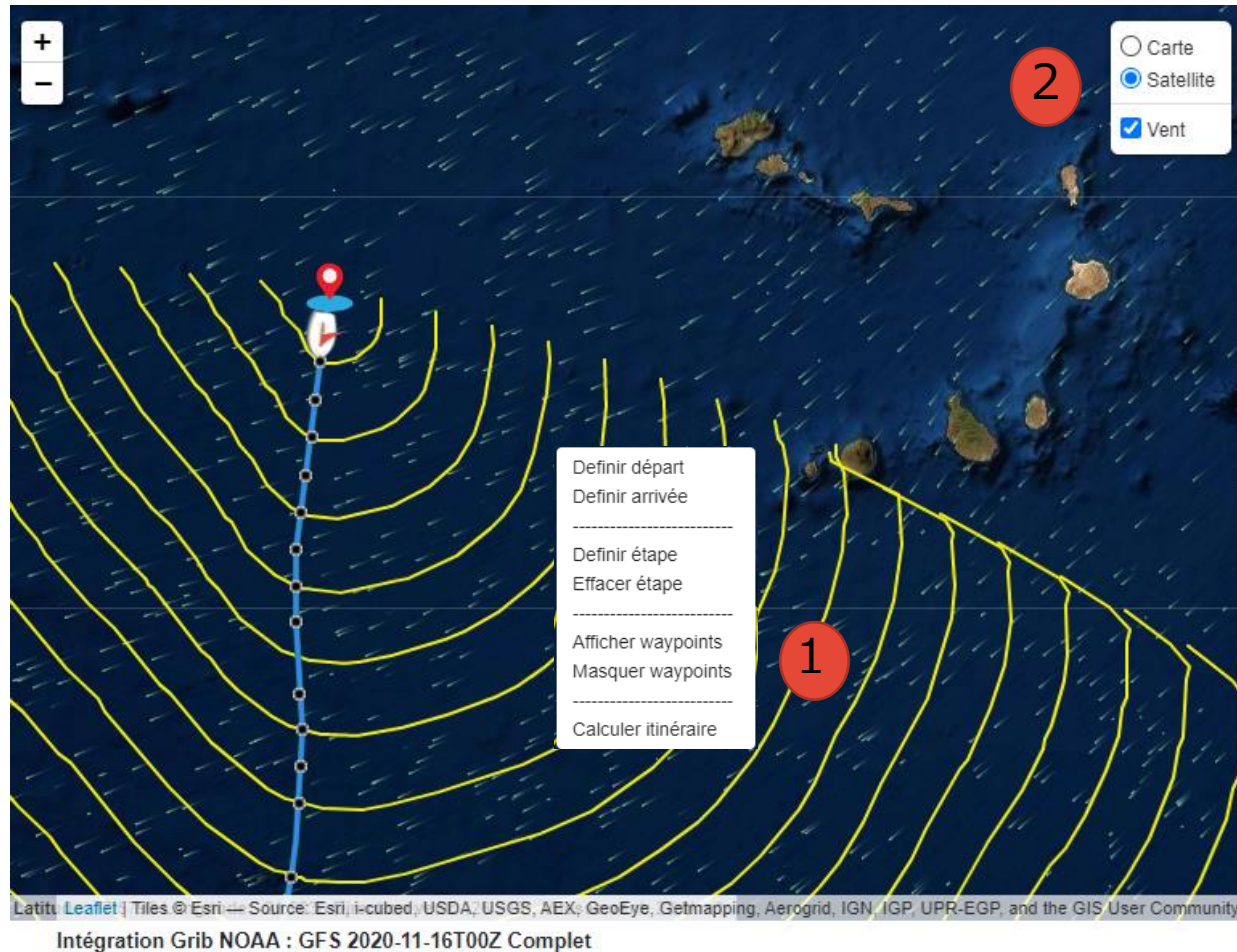 +
−
2
Carte
Satellite
Vent
Definir départ
Definir arrivée
--------------------------
Definir étape
Effacer étape
--------------------------
Afficher waypoints
Masquer waypoints
--------------------------
Calculer itinéraire
1
Latitu Leaflet | Tiles © Esri — Source: Esri, i-cubed, USDA, USGS, AEX, GeoEye, Getmapping, Aerogrid, IGN, IGP, UPR-EGP, and the GIS User Community
Intégration Grib NOAA : GFS 2020-11-16T00Z Complet